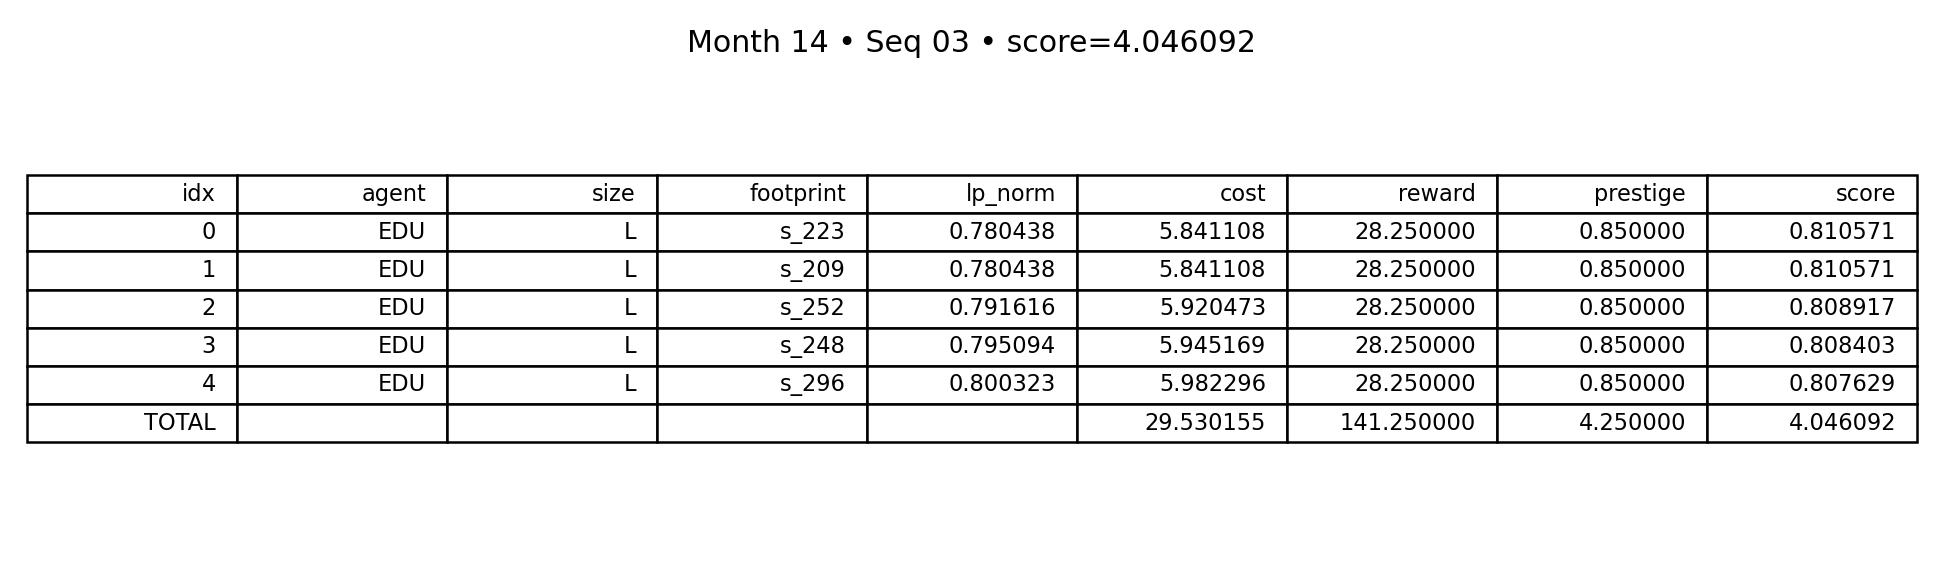 Month 14 • Seq 03 • score=4.046092
idx agent size footprint lp_norm cost reward prestige score
0 EDU L s_223 0.780438 5.841108 28.250000 0.850000 0.810571
1 EDU L s_209 0.780438 5.841108 28.250000 0.850000 0.810571
2 EDU L s_252 0.791616 5.920473 28.250000 0.850000 0.808917
3 EDU L s_248 0.795094 5.945169 28.250000 0.850000 0.808403
4 EDU L s_296 0.800323 5.982296 28.250000 0.850000 0.807629
TOTAL 29.530155 141.250000 4.250000 4.046092